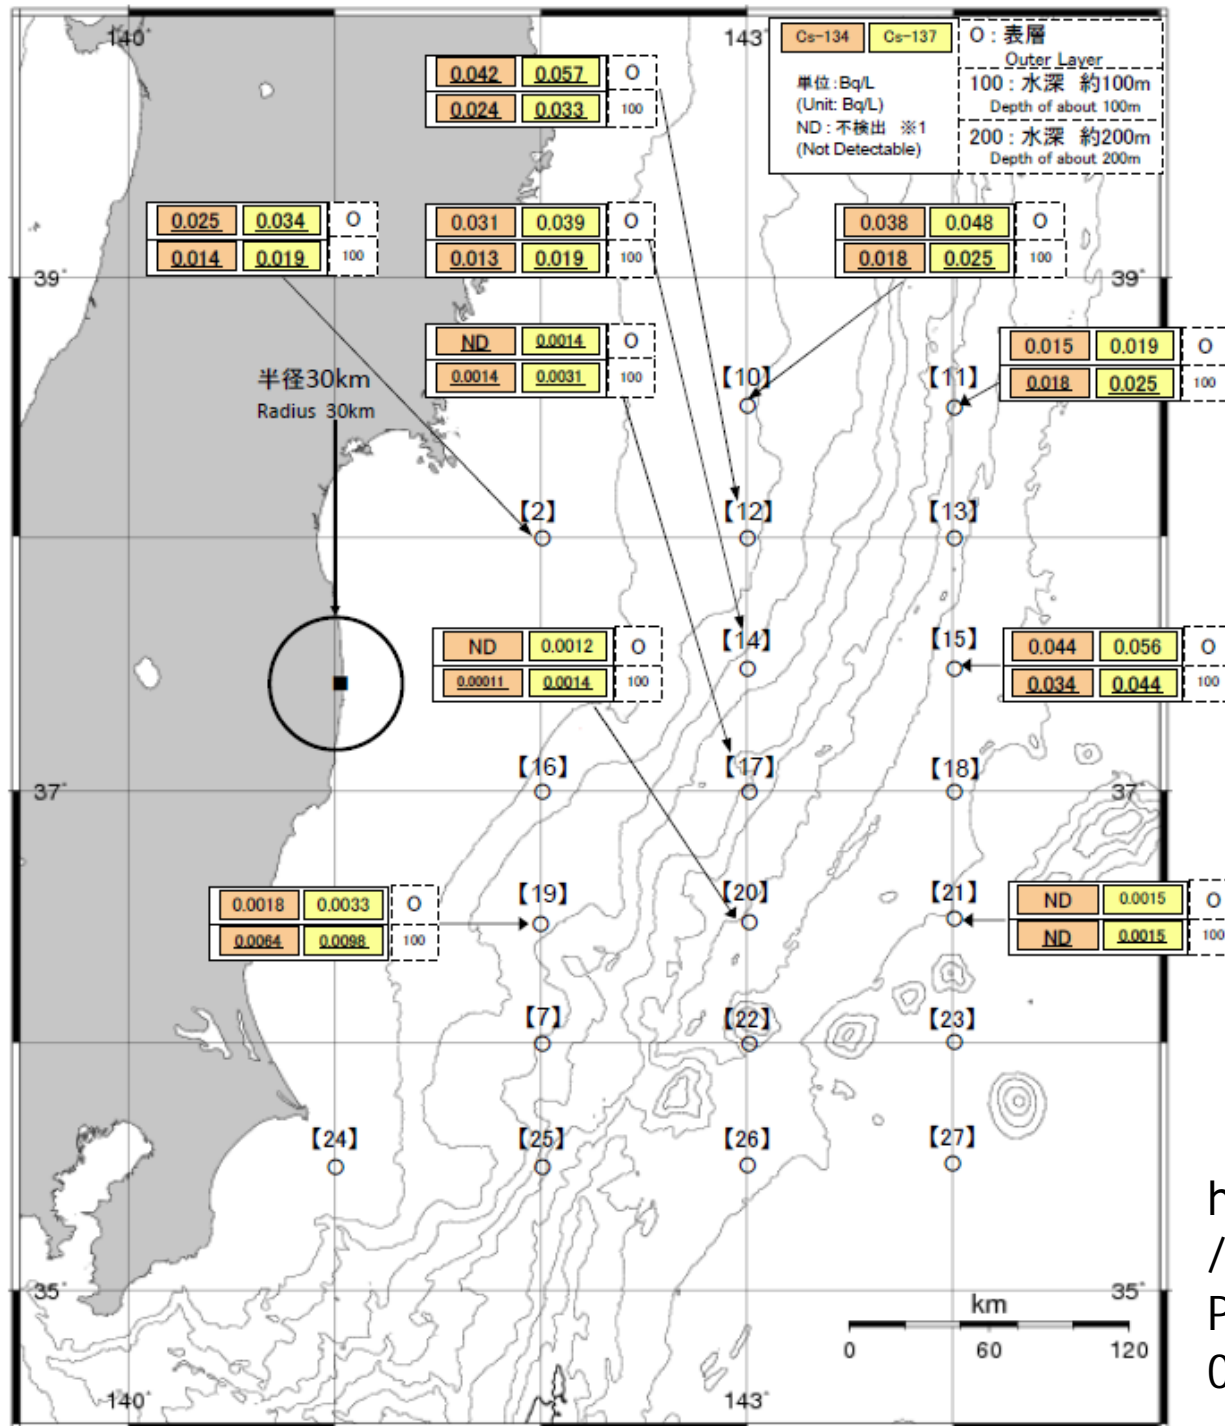 140°
143°
Cs-134 Cs-137
O : 表層
Outer Layer
単位:Bq/L
(Unit: Bq/L)
ND : 不検出 ※1
(Not Detectable)
100 : 水深 約100m
Depth of about 100m
200 : 水深 約200m
Depth of about 200m
0.042 0.057 O
0.024 0.033 100
0.025 0.034 O
0.014 0.019 100
0.031 0.039 O
0.013 0.019 100
0.038 0.048 O
0.018 0.025 100
39°
39°
ND 0.0014 O
0.0014 0.0031 100
0.015 0.019 O
0.018 0.025 100
半径30km
Radius 30km
【10】
【11】
【2】
【12】
【13】
ND 0.0012 O
0.00011 0.0014 100
【14】
【15】
0.044 0.056 O
0.034 0.044 100
37°
【16】
【17】
【18】
37°
0.0018 0.0033 O
0.0064 0.0098 100
【19】
【20】
【21】
ND 0.0015 O
ND 0.0015 100
【7】
【22】
【23】
【24】
【25】
【26】
【27】
h
/
P
0
35°
35°
km
0 60 120
140°
143°